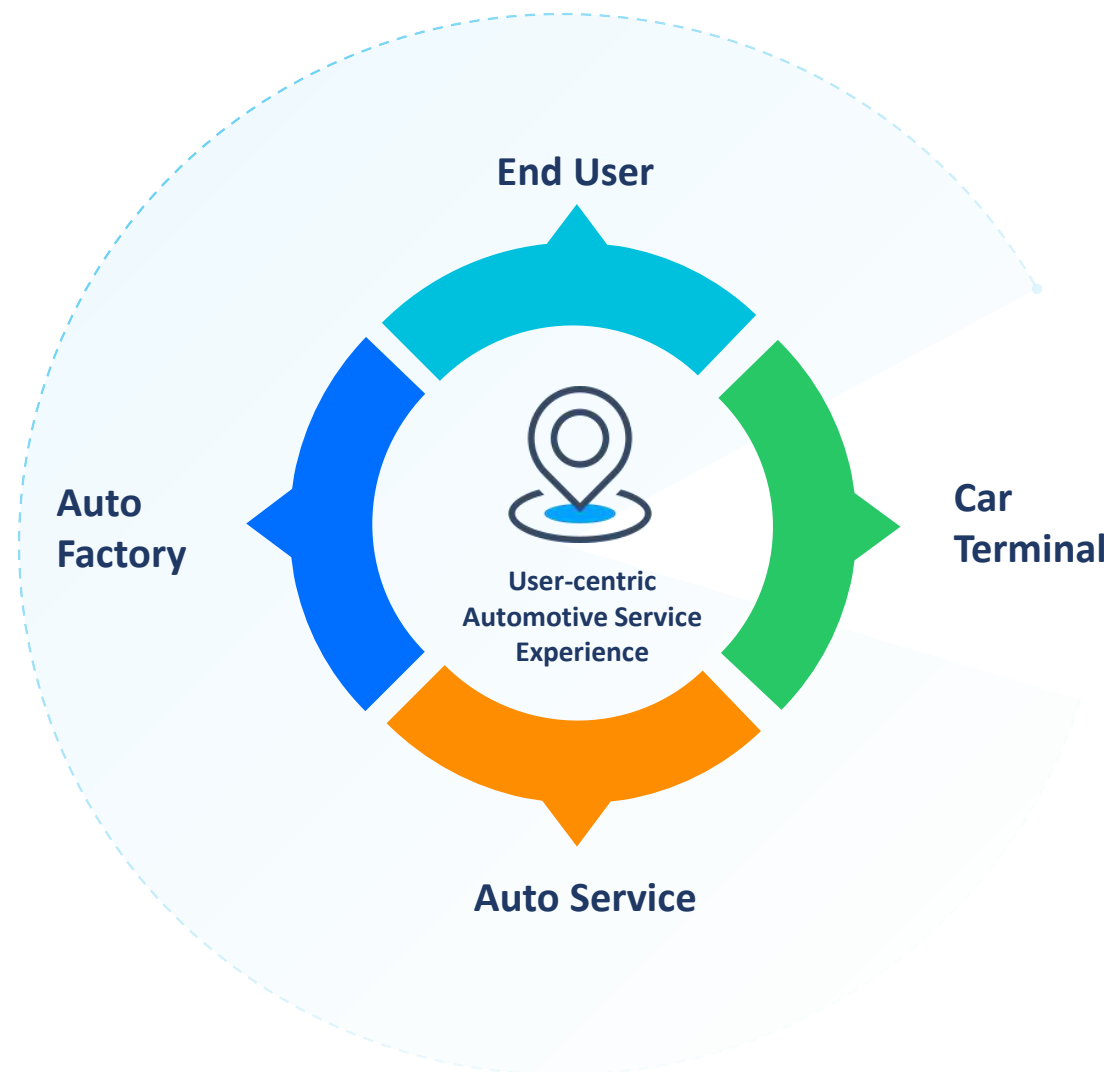 End User
Auto
Factory
Car
Terminal
User-centric
Automotive Service
Experience
Auto Service